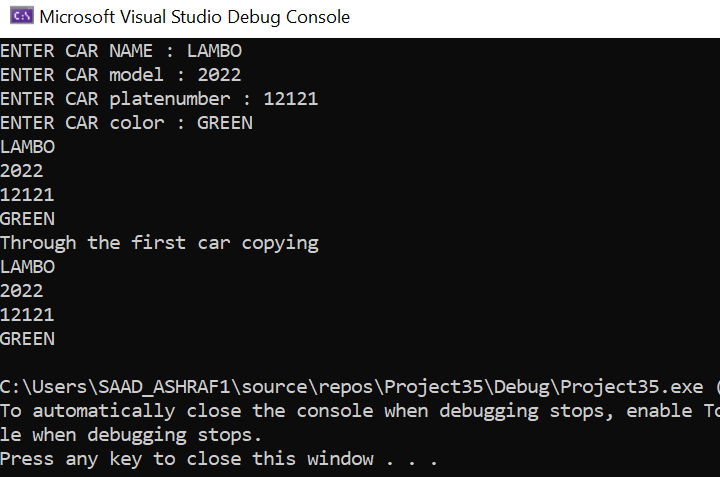 C:\ Microsoft Visual Studio Debug Console
ENTER CAR NAME : LAMBO
ENTER CAR model : 2022
ENTER CAR platenumber : 12121
ENTER CAR color : GREEN
LAMBO
2022
12121
GREEN
Through the first car copying
LAMBO
2022
12121
GREEN
C:\Users\SAAD_ASHRAF1\source\repos\Project35\Debug\Project35.exe (
To automatically close the console when debugging stops, enable To
le when debugging stops.
Press any key to close this window . . .